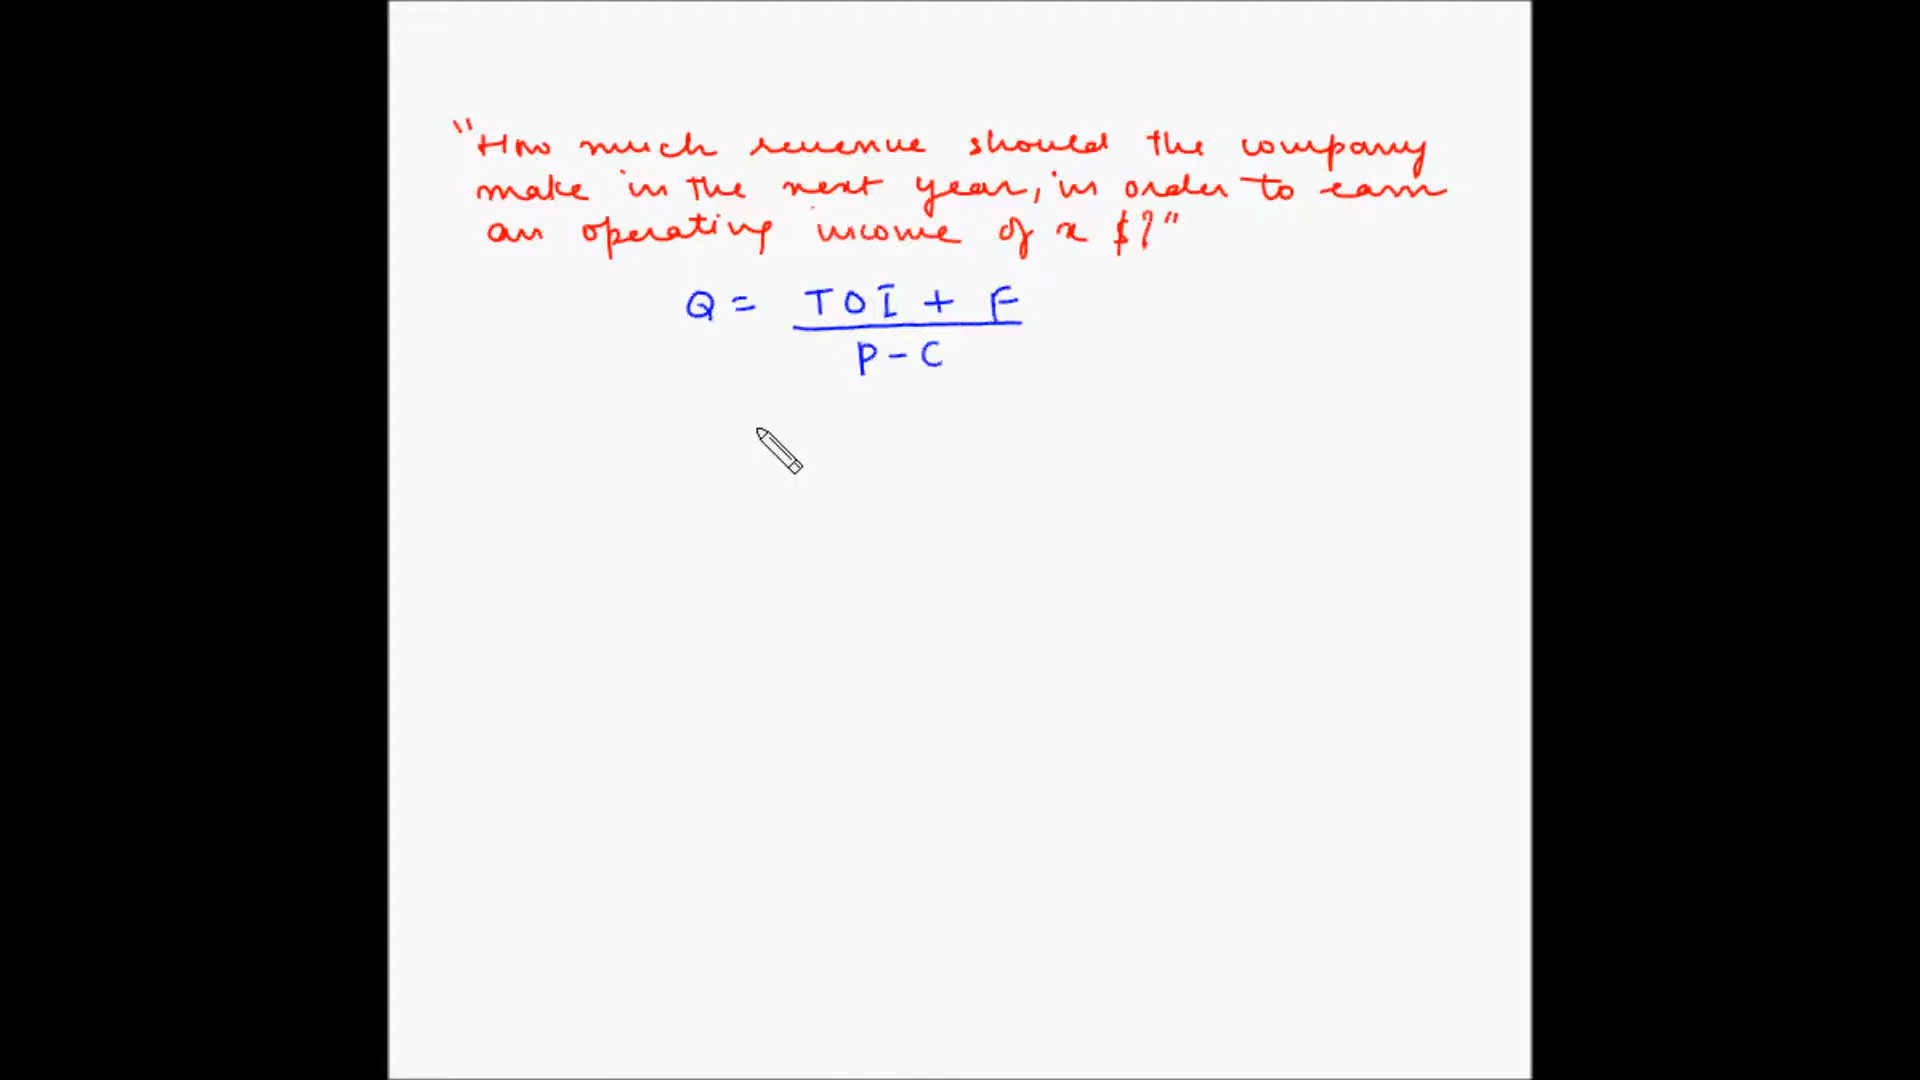 "How much revenue should the company
make in the next year, in order to earn
an operating income of x $?"
Q = TOI + F
P - C